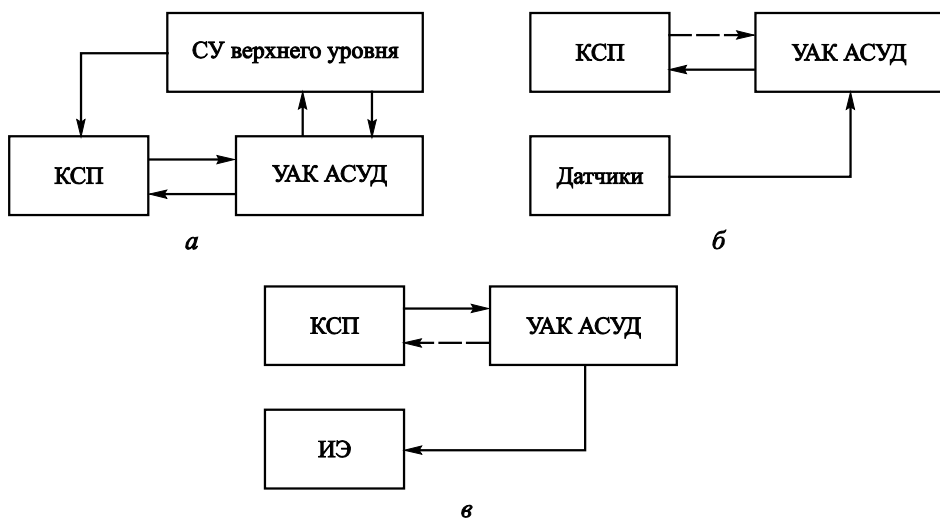 СУ верхнего уровня
КСП
УАК АСУД
а
КСП
УАК АСУД
Датчики
б
КСП
УАК АСУД
ИЭ
в